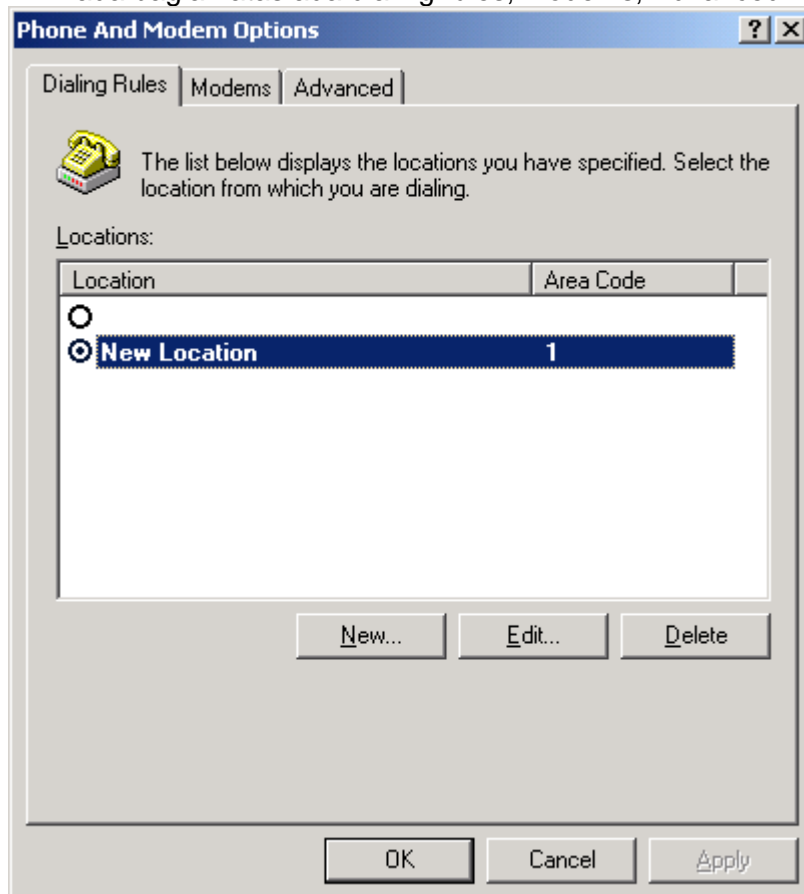 Phone And Modem Options
Dialing Rules Modems Advanced
The list below displays the locations you have specified. Select the
location from which you are dialing.
Locations:
Location Area Code
New Location 1
New... Edit... Delete
OK Cancel Apply